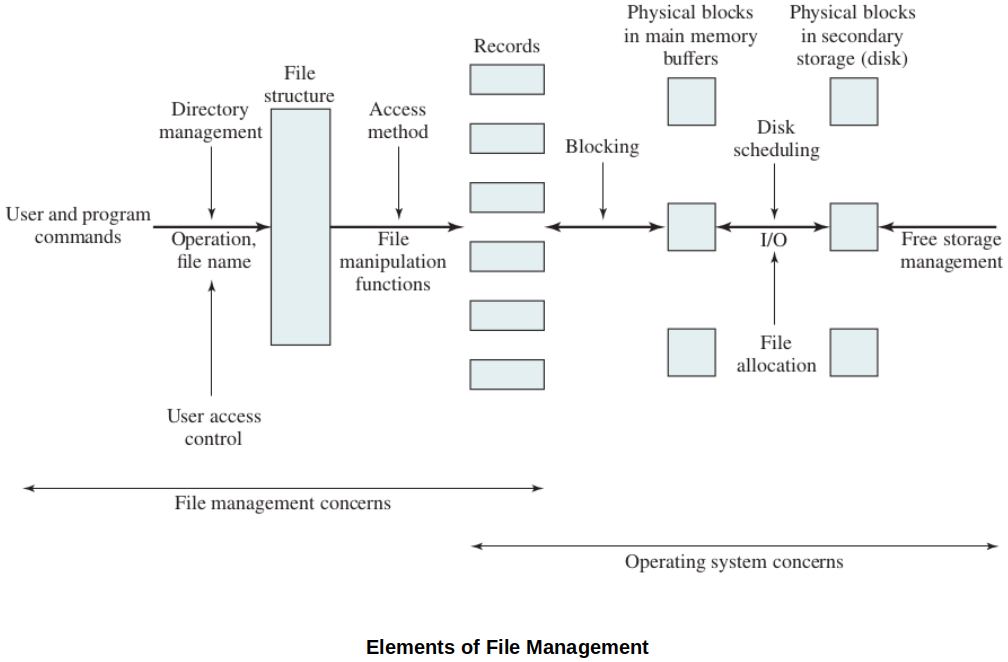 Physical blocks
in main memory
buffers
Physical blocks
in secondary
storage (disk)
Records
File
structure
Directory
management
Access
method
Blocking
Disk
scheduling
User and program
commands
Operation,
file name
File
manipulation
functions
I/O
Free storage
management
File
allocation
User access
control
File management concerns
Operating system concerns
Elements of File Management